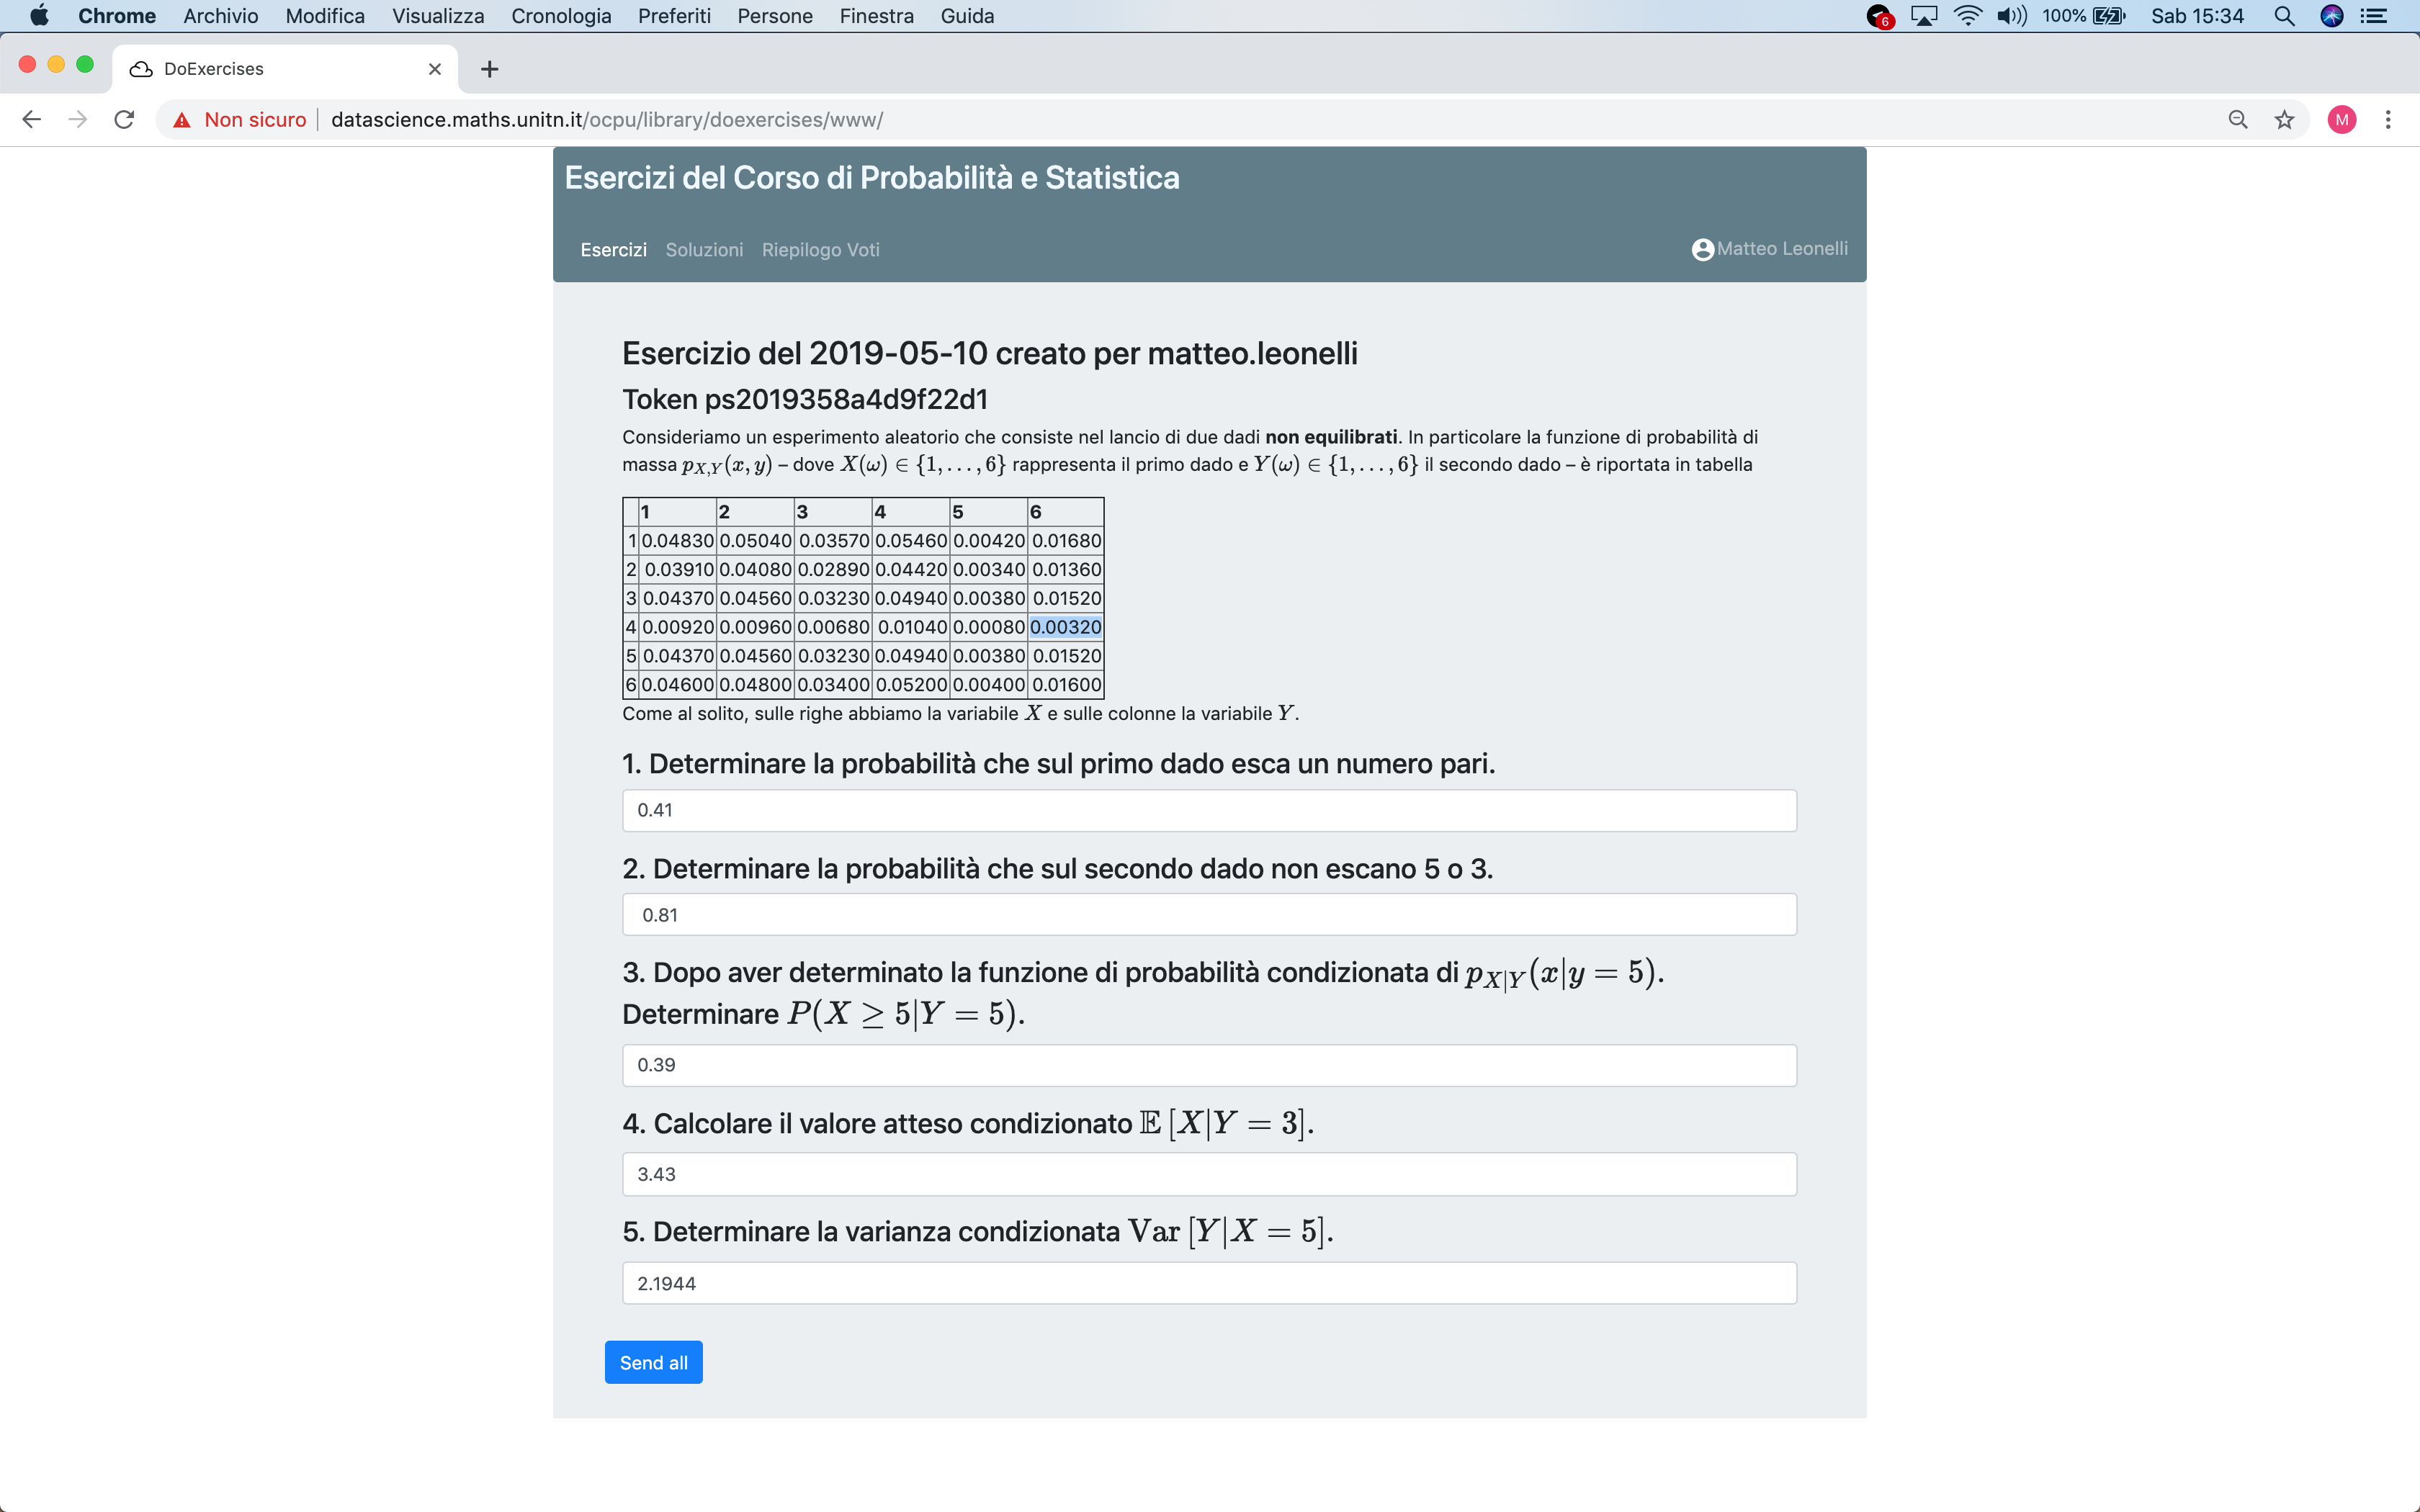 Chrome Archivio Modifica Visualizza Cronologia Preferiti Persone Finestra Guida 6 100% Sab 15:34
DoExercises
Non sicuro datascience.maths.unitn.it/ocpu/library/doexercises/www/ M
Esercizi del Corso di Probabilità e Statistica
Esercizi Soluzioni Riepilogo Voti Matteo Leonelli
Esercizio del 2019-05-10 creato per matteo.leonelli
Token ps2019358a4d9f22d1
Consideriamo un esperimento aleatorio che consiste nel lancio di due dadi non equilibrati. In particolare la funzione di probabilità di
massa p_{X,Y}(x, y) – dove X(ω) ∈ {1, . . . , 6} rappresenta il primo dado e Y(ω) ∈ {1, . . . , 6} il secondo dado – è riportata in tabella
1 2 3 4 5 6
1 0.04830 0.05040 0.03570 0.05460 0.00420 0.01680
2 0.03910 0.04080 0.02890 0.04420 0.00340 0.01360
3 0.04370 0.04560 0.03230 0.04940 0.00380 0.01520
4 0.00920 0.00960 0.00680 0.01040 0.00080 0.00320
5 0.04370 0.04560 0.03230 0.04940 0.00380 0.01520
6 0.04600 0.04800 0.03400 0.05200 0.00400 0.01600
Come al solito, sulle righe abbiamo la variabile X e sulle colonne la variabile Y.
1. Determinare la probabilità che sul primo dado esca un numero pari.
0.41
2. Determinare la probabilità che sul secondo dado non escano 5 o 3.
0.81
3. Dopo aver determinato la funzione di probabilità condizionata di p_{X|Y}(x|y = 5).
Determinare P(X ≥ 5|Y = 5).
0.39
4. Calcolare il valore atteso condizionato 𝔼 [X|Y = 3].
3.43
5. Determinare la varianza condizionata Var [Y|X = 5].
2.1944
Send all